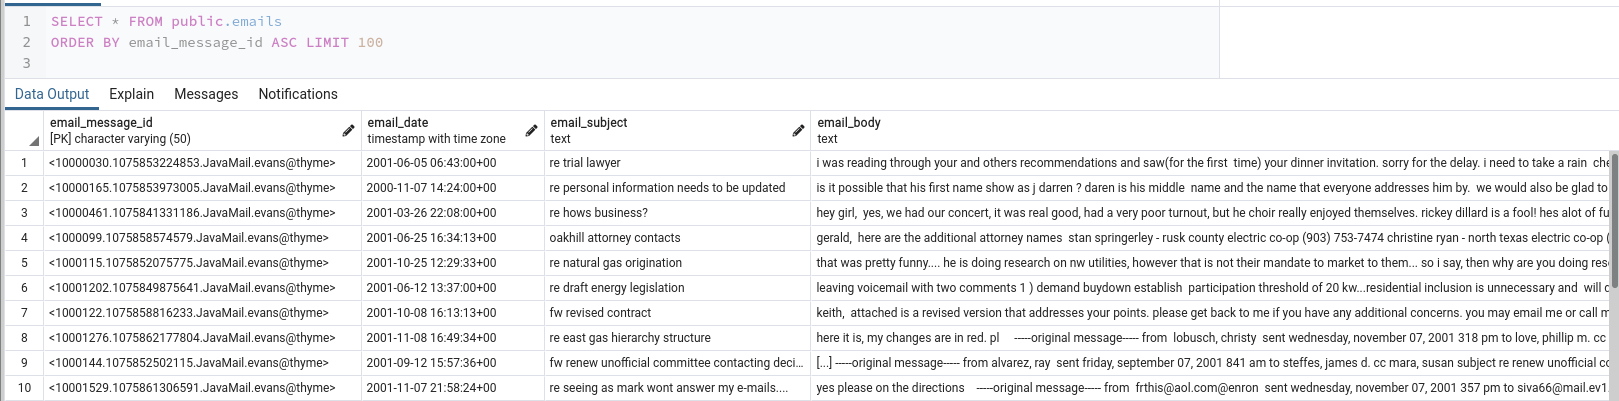 1 SELECT * FROM public.emails
2 ORDER BY email_message_id ASC LIMIT 100
3
Data Output Explain Messages Notifications
email_message_id email_date email_subject email_body
[PK] character varying (50) timestamp with time zone text text
1 <10000030.1075853224853.JavaMail.evans@thyme> 2001-06-05 06:43:00+00 re trial lawyer i was reading through your and others recommendations and saw(for the first time) your dinner invitation. sorry for the delay. i need to take a rain che
2 <10000165.1075853973005.JavaMail.evans@thyme> 2000-11-07 14:24:00+00 re personal information needs to be updated is it possible that his first name show as j darren ? daren is his middle name and the name that everyone addresses him by. we would also be glad to
3 <10000461.1075841331186.JavaMail.evans@thyme> 2001-03-26 22:08:00+00 re hows business? hey girl, yes, we had our concert, it was real good, had a very poor turnout, but he choir really enjoyed themselves. rickey dillard is a fool! hes alot of fu
4 <1000099.1075858574579.JavaMail.evans@thyme> 2001-06-25 16:34:13+00 oakhill attorney contacts gerald, here are the additional attorney names stan springerley - rusk county electric co-op (903) 753-7474 christine ryan - north texas electric co-op (
5 <1000115.1075852075775.JavaMail.evans@thyme> 2001-10-25 12:29:33+00 re natural gas origination that was pretty funny.... he is doing research on nw utilities, however that is not their mandate to market to them... so i say, then why are you doing res
6 <10001202.1075849875641.JavaMail.evans@thyme> 2001-06-12 13:37:00+00 re draft energy legislation leaving voicemail with two comments 1 ) demand buydown establish participation threshold of 20 kw...residential inclusion is unnecessary and will c
7 <1000122.1075858816233.JavaMail.evans@thyme> 2001-10-08 16:13:13+00 fw revised contract keith, attached is a revised version that addresses your points. please get back to me if you have any additional concerns. you may email me or call m
8 <10001276.1075862177804.JavaMail.evans@thyme> 2001-11-08 16:49:34+00 re east gas hierarchy structure here it is, my changes are in red. pl -----original message----- from lobusch, christy sent wednesday, november 07, 2001 318 pm to love, phillip m. cc
9 <1000144.1075852502115.JavaMail.evans@thyme> 2001-09-12 15:57:36+00 fw renew unofficial committee contacting deci... [...] -----original message----- from alvarez, ray sent friday, september 07, 2001 841 am to steffes, james d. cc mara, susan subject re renew unofficial co
10 <10001529.1075861306591.JavaMail.evans@thyme> 2001-11-07 21:58:24+00 re seeing as mark wont answer my e-mails.... yes please on the directions -----original message----- from frthis@aol.com@enron sent wednesday, november 07, 2001 357 pm to siva66@mail.ev1.